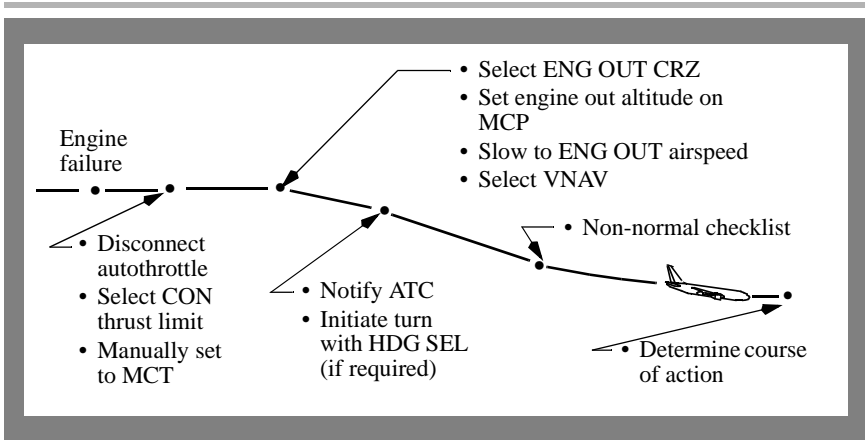 Engine
failure
• Disconnect
autothrottle
• Select CON
thrust limit
• Manually set
to MCT
• Select ENG OUT CRZ
• Set engine out altitude on
MCP
• Slow to ENG OUT airspeed
• Select VNAV
• Notify ATC
• Initiate turn
with HDG SEL
(if required)
• Non-normal checklist
• Determine course
of action